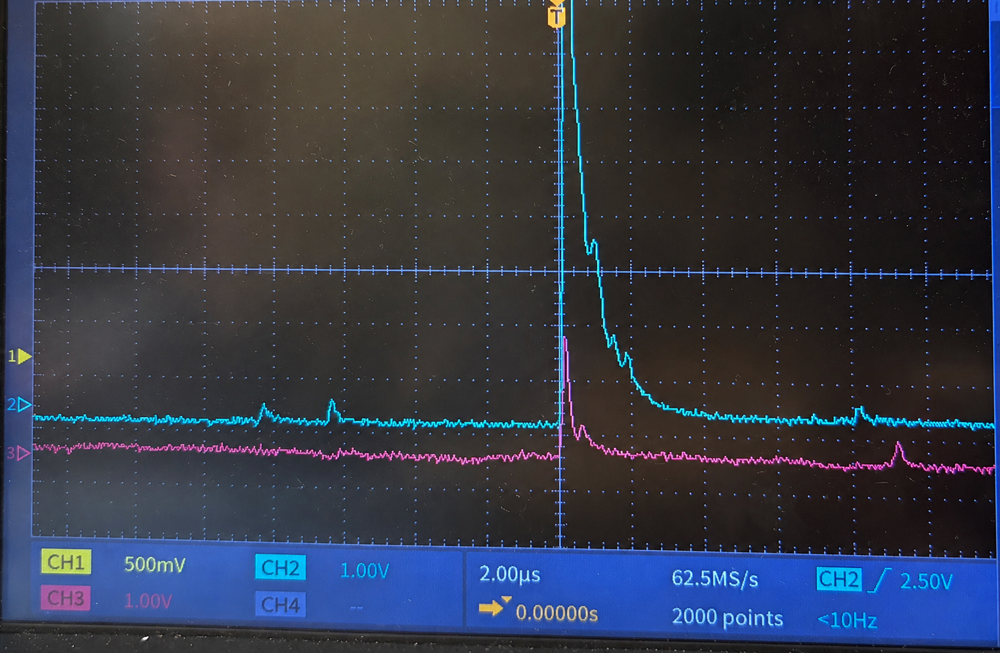 T
1
2
3
CH1 500mV CH2 1.00V 2.00µs 62.5MS/s CH2 2.50V
CH3 1.00V CH4 -- 0.00000s 2000 points <10Hz